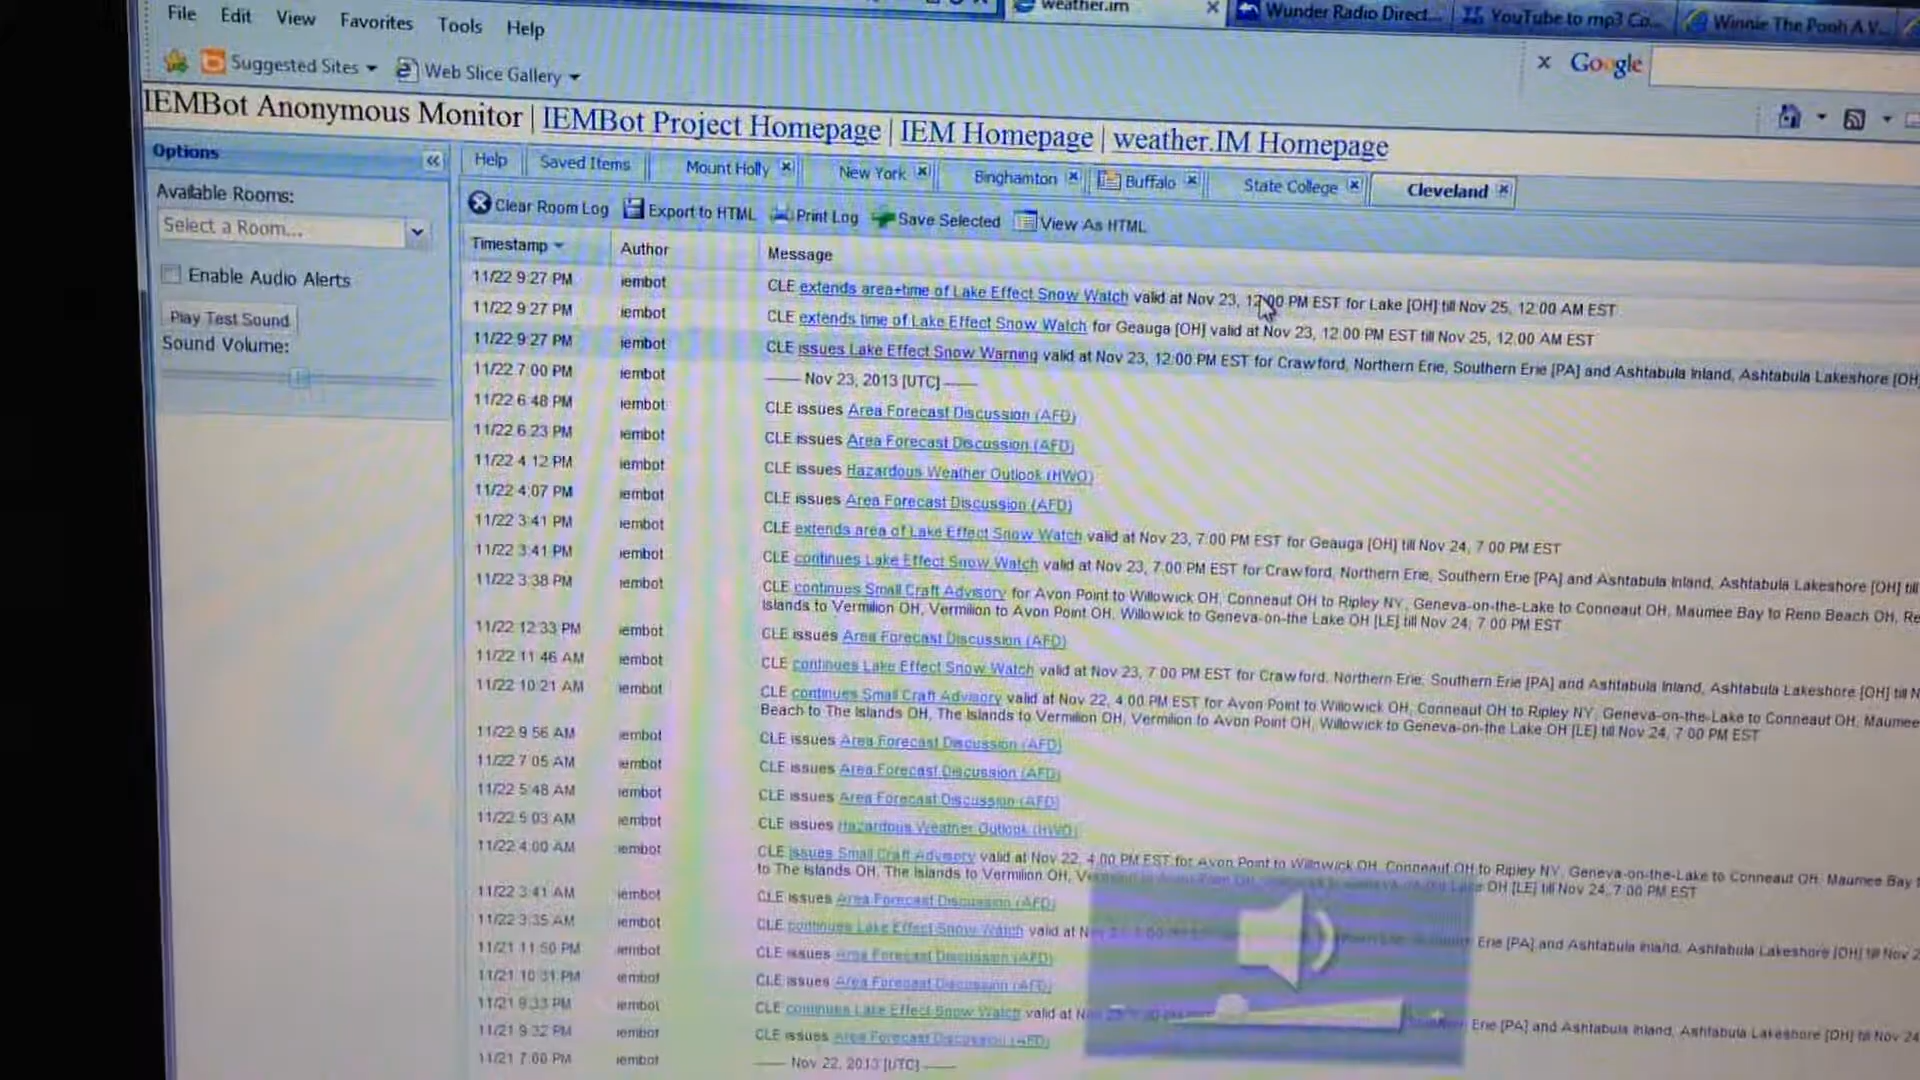 File Edit View Favorites Tools Help
weather.im
Wunder Radio Direct...
YouTube to mp3 Co...
Winnie The Pooh A V...
Suggested Sites
Web Slice Gallery
x Google
IEMBot Anonymous Monitor | IEMBot Project Homepage | IEM Homepage | weather.IM Homepage
Options
Available Rooms:
Select a Room...
Enable Audio Alerts
Play Test Sound
Sound Volume:
Help Saved Items Mount Holly New York Binghamton Buffalo State College Cleveland
Clear Room Log Export to HTML Print Log Save Selected View As HTML
Timestamp Author Message
11/22 9:27 PM iembot CLE extends area+time of Lake Effect Snow Watch valid at Nov 23, 12:00 PM EST for Lake [OH] till Nov 25, 12:00 AM EST
11/22 9:27 PM iembot CLE extends time of Lake Effect Snow Watch for Geauga [OH] valid at Nov 23, 12:00 PM EST till Nov 25, 12:00 AM EST
11/22 9:27 PM iembot CLE issues Lake Effect Snow Warning valid at Nov 23, 12:00 PM EST for Crawford, Northern Erie, Southern Erie [PA] and Ashtabula Inland, Ashtabula Lakeshore [OH
11/22 7:00 PM iembot —— Nov 23, 2013 [UTC] ——
11/22 6:48 PM iembot CLE issues Area Forecast Discussion (AFD)
11/22 6:23 PM iembot CLE issues Area Forecast Discussion (AFD)
11/22 4:12 PM iembot CLE issues Hazardous Weather Outlook (HWO)
11/22 4:07 PM iembot CLE issues Area Forecast Discussion (AFD)
11/22 3:41 PM iembot CLE extends area of Lake Effect Snow Watch valid at Nov 23, 7:00 PM EST for Geauga [OH] till Nov 24, 7:00 PM EST
11/22 3:41 PM iembot CLE continues Lake Effect Snow Watch valid at Nov 23, 7:00 PM EST for Crawford, Northern Erie, Southern Erie [PA] and Ashtabula Inland, Ashtabula Lakeshore [OH] till
11/22 3:38 PM iembot CLE continues Small Craft Advisory for Avon Point to Willowick OH, Conneaut OH to Ripley NY, Geneva-on-the-Lake to Conneaut OH, Maumee Bay to Reno Beach OH, Re
Islands to Vermilion OH, Vermilion to Avon Point OH, Willowick to Geneva-on-the Lake OH [LE] till Nov 24, 7:00 PM EST
11/22 12:33 PM iembot CLE issues Area Forecast Discussion (AFD)
11/22 11:46 AM iembot CLE continues Lake Effect Snow Watch valid at Nov 23, 7:00 PM EST for Crawford, Northern Erie, Southern Erie [PA] and Ashtabula Inland, Ashtabula Lakeshore [OH] till N
11/22 10:21 AM iembot CLE continues Small Craft Advisory valid at Nov 22, 4:00 PM EST for Avon Point to Willowick OH, Conneaut OH to Ripley NY, Geneva-on-the-Lake to Conneaut OH, Maumee
Beach to The Islands OH, The Islands to Vermilion OH, Vermilion to Avon Point OH, Willowick to Geneva-on-the Lake OH [LE] till Nov 24, 7:00 PM EST
11/22 9:56 AM iembot CLE issues Area Forecast Discussion (AFD)
11/22 7:05 AM iembot CLE issues Area Forecast Discussion (AFD)
11/22 5:48 AM iembot CLE issues Area Forecast Discussion (AFD)
11/22 5:03 AM iembot CLE issues Hazardous Weather Outlook (HWO)
11/22 4:00 AM iembot CLE issues Small Craft Advisory valid at Nov 22, 4:00 PM EST for Avon Point to Willowick OH, Conneaut OH to Ripley NY, Geneva-on-the-Lake to Conneaut OH, Maumee Bay
to The Islands OH, The Islands to Vermilion OH, OH [LE] till Nov 24, 7:00 PM EST
11/22 3:41 AM iembot CLE issues Area Forecast Discussion (AFD)
11/22 3:35 AM iembot CLE continues Lake Effect Snow Watch valid at Erie [PA] and Ashtabula Inland, Ashtabula Lakeshore [OH] till Nov 2
11/21 11:50 PM iembot CLE issues Area Forecast Discussion (AFD)
11/21 10:31 PM iembot CLE issues Area Forecast Discussion (AFD)
11/21 9:33 PM iembot CLE continues Lake Effect Snow Watch valid at Erie [PA] and Ashtabula Inland, Ashtabula Lakeshore [OH] till Nov 24
11/21 9:32 PM iembot CLE issues Area Forecast Discussion (AFD)
11/21 7:00 PM iembot —— Nov 22, 2013 [UTC] ——